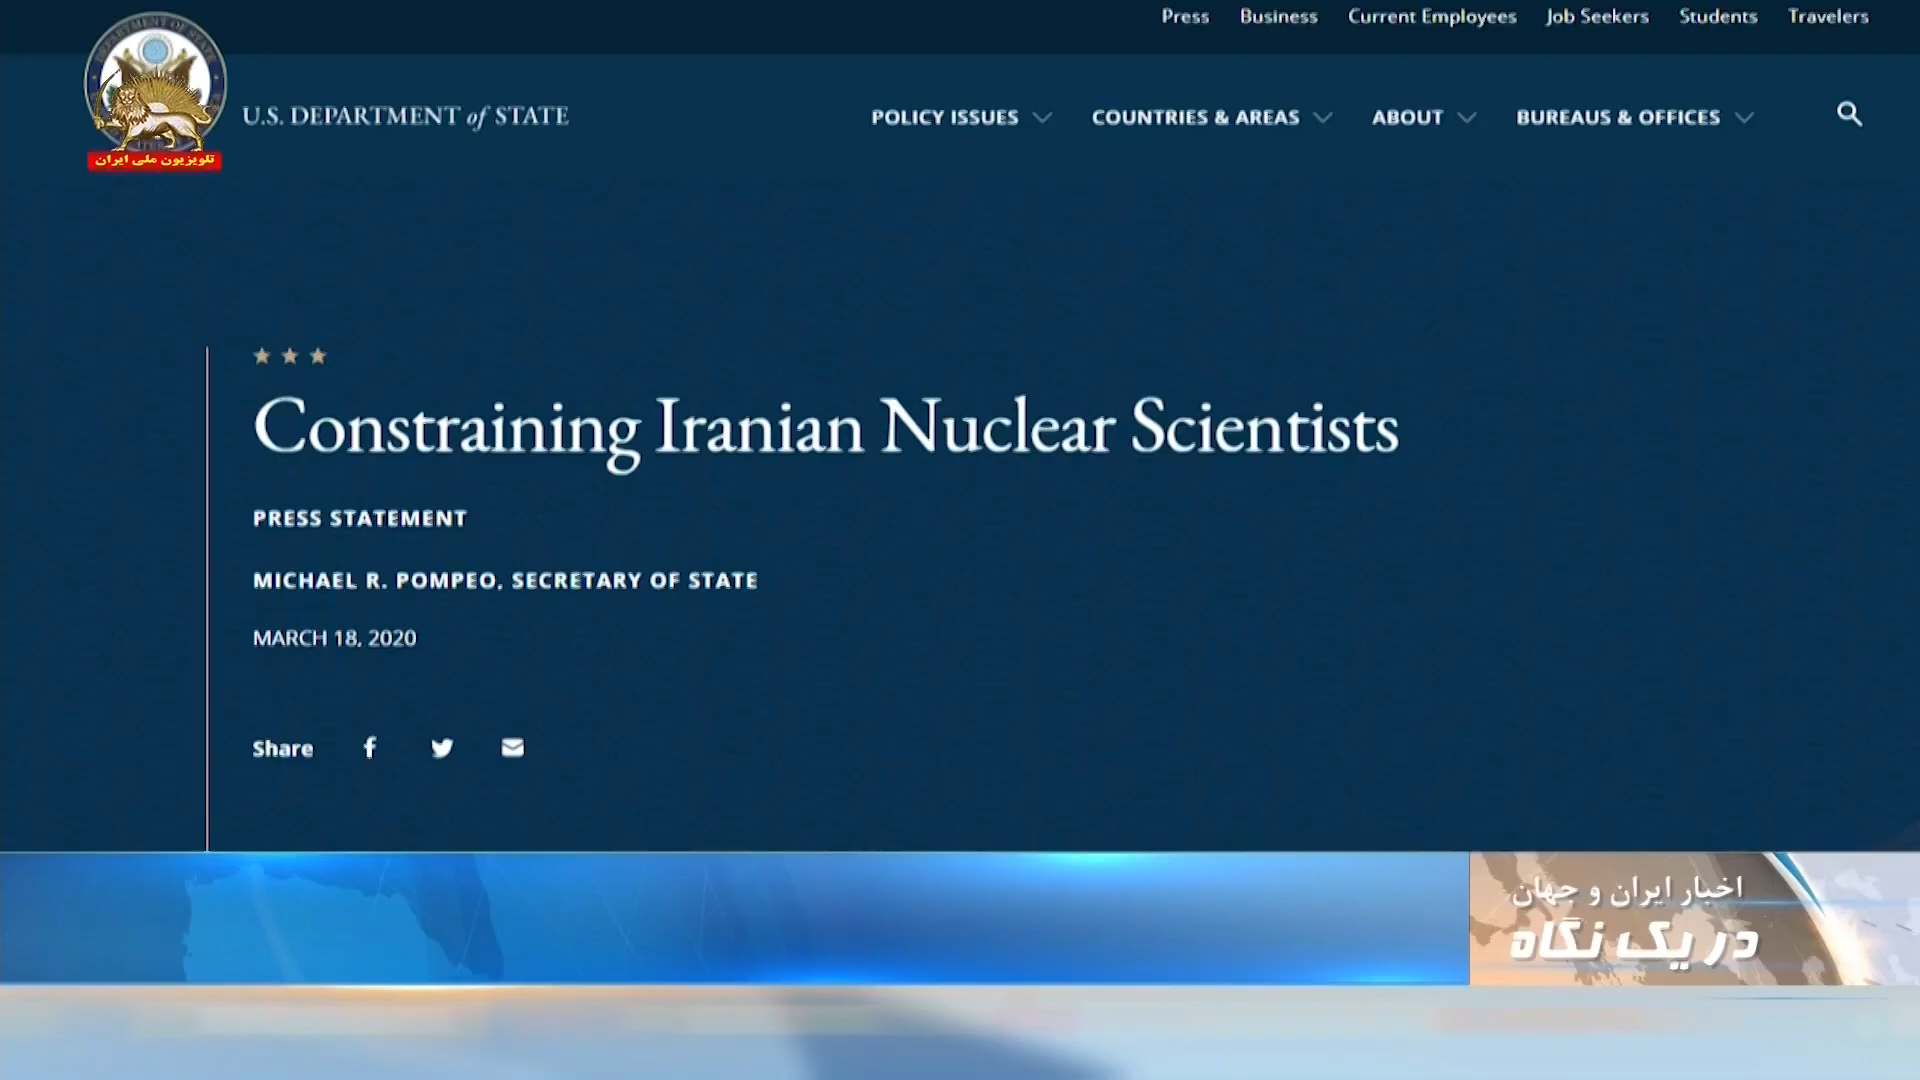 Press Business Current Employees Job Seekers Students Travelers
U.S. DEPARTMENT of STATE
POLICY ISSUES COUNTRIES & AREAS ABOUT BUREAUS & OFFICES
تلویزیون ملی ایران
Constraining Iranian Nuclear Scientists
PRESS STATEMENT
MICHAEL R. POMPEO, SECRETARY OF STATE
MARCH 18, 2020
Share
اخبار ایران و جهان
در یک نگاه